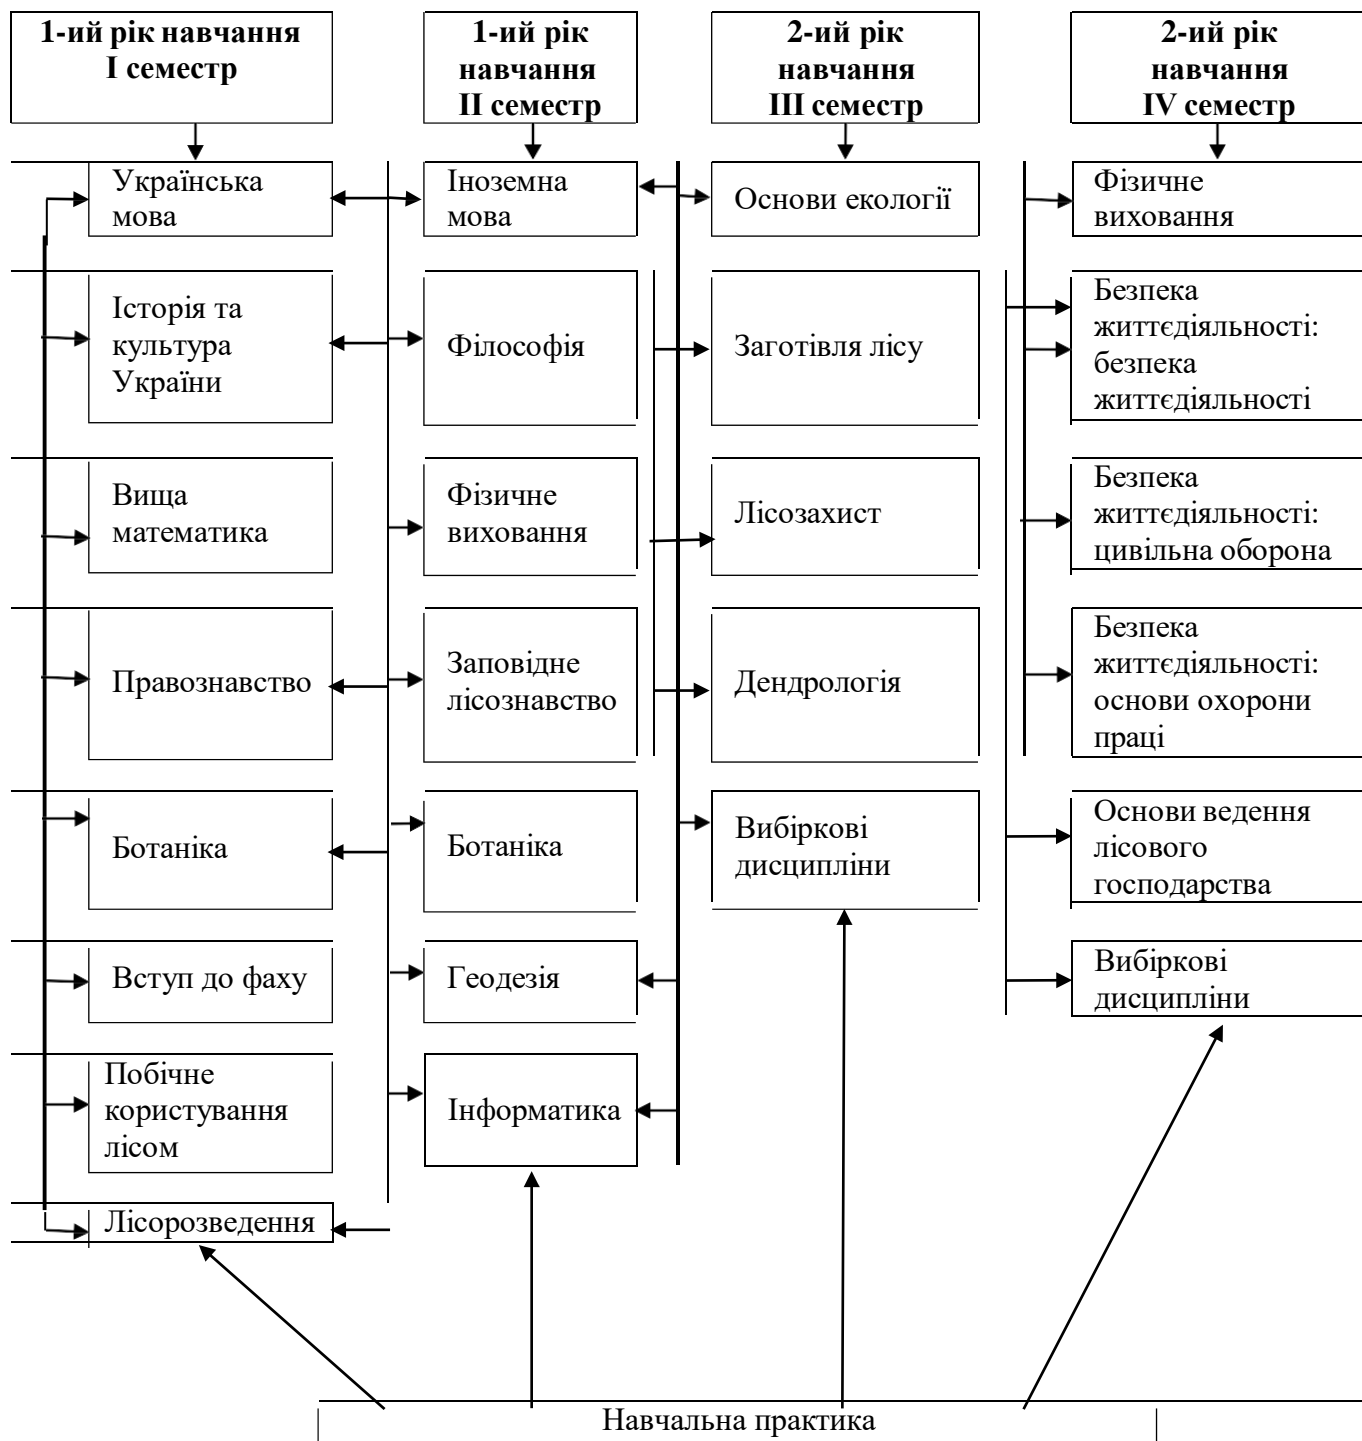 1-ий рік навчання
І семестр
1-ий рік
навчання
ІІ семестр
2-ий рік
навчання
ІІІ семестр
2-ий рік
навчання
IV семестр
Українська
мова
Іноземна
мова
Основи екології
Фізичне
виховання
Історія та
культура
України
Філософія
Заготівля лісу
Безпека
життєдіяльності:
безпека
життєдіяльності
Вища
математика
Фізичне
виховання
Лісозахист
Безпека
життєдіяльності:
цивільна оборона
Правознавство
Заповідне
лісознавство
Дендрологія
Безпека
життєдіяльності:
основи охорони
праці
Ботаніка
Ботаніка
Вибіркові
дисципліни
Основи ведення
лісового
господарства
Вступ до фаху
Геодезія
Вибіркові
дисципліни
Побічне
користування
лісом
Інформатика
Лісорозведення
Навчальна практика